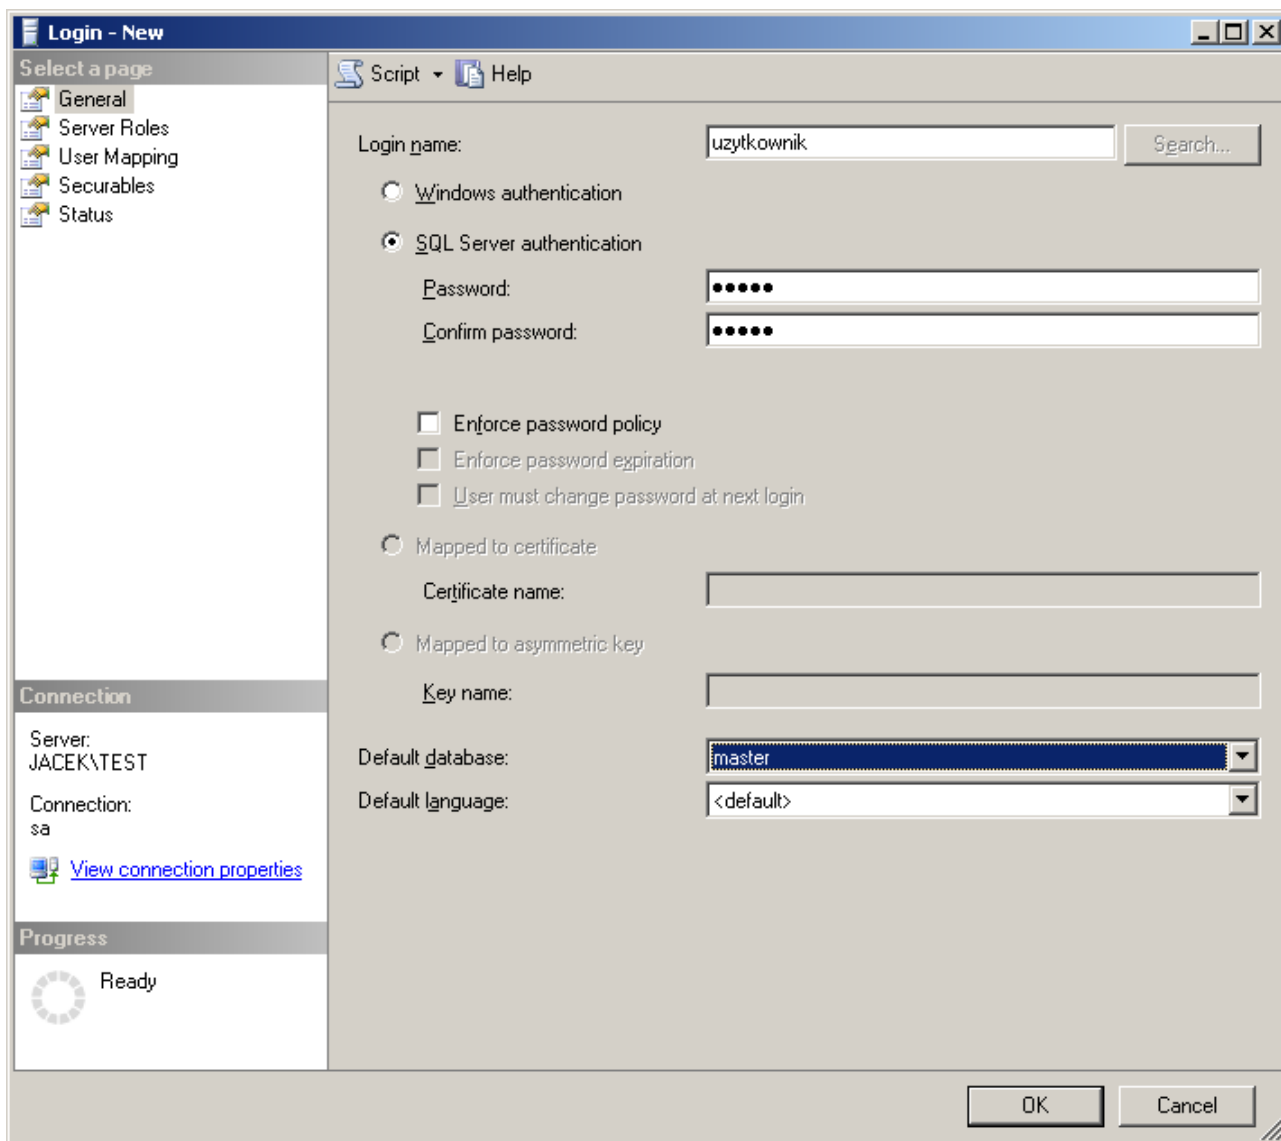 Login - New
Select a page
General
Server Roles
User Mapping
Securables
Status
Script Help
Login name: uzytkownik Search...
Windows authentication
SQL Server authentication
Password: ●●●●●
Confirm password: ●●●●●
Enforce password policy
Enforce password expiration
User must change password at next login
Mapped to certificate
Certificate name:
Mapped to asymmetric key
Key name:
Default database: master
Default language: <default>
Connection
Server:
JACEK\TEST
Connection:
sa
View connection properties
Progress
Ready
OK Cancel